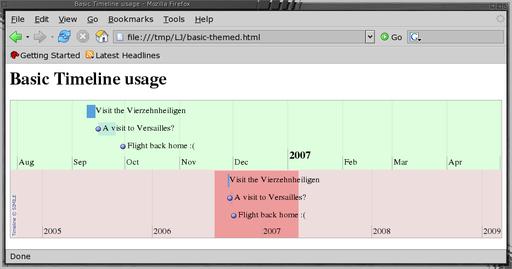 Basic Timeline usage - Mozilla Firefox
File Edit View Go Bookmarks Tools Help
file:///tmp/LJ/basic-themed.html Go
Getting Started Latest Headlines
Basic Timeline usage
Visit the Vierzehnheiligen
A visit to Versailles?
Flight back home :(
Aug Sep Oct Nov Dec 2007 Feb Mar Apr
Visit the Vierzehnheiligen
A visit to Versailles?
Flight back home :(
Timeline © SIMILE
2005 2006 2007 2008 2009
Done